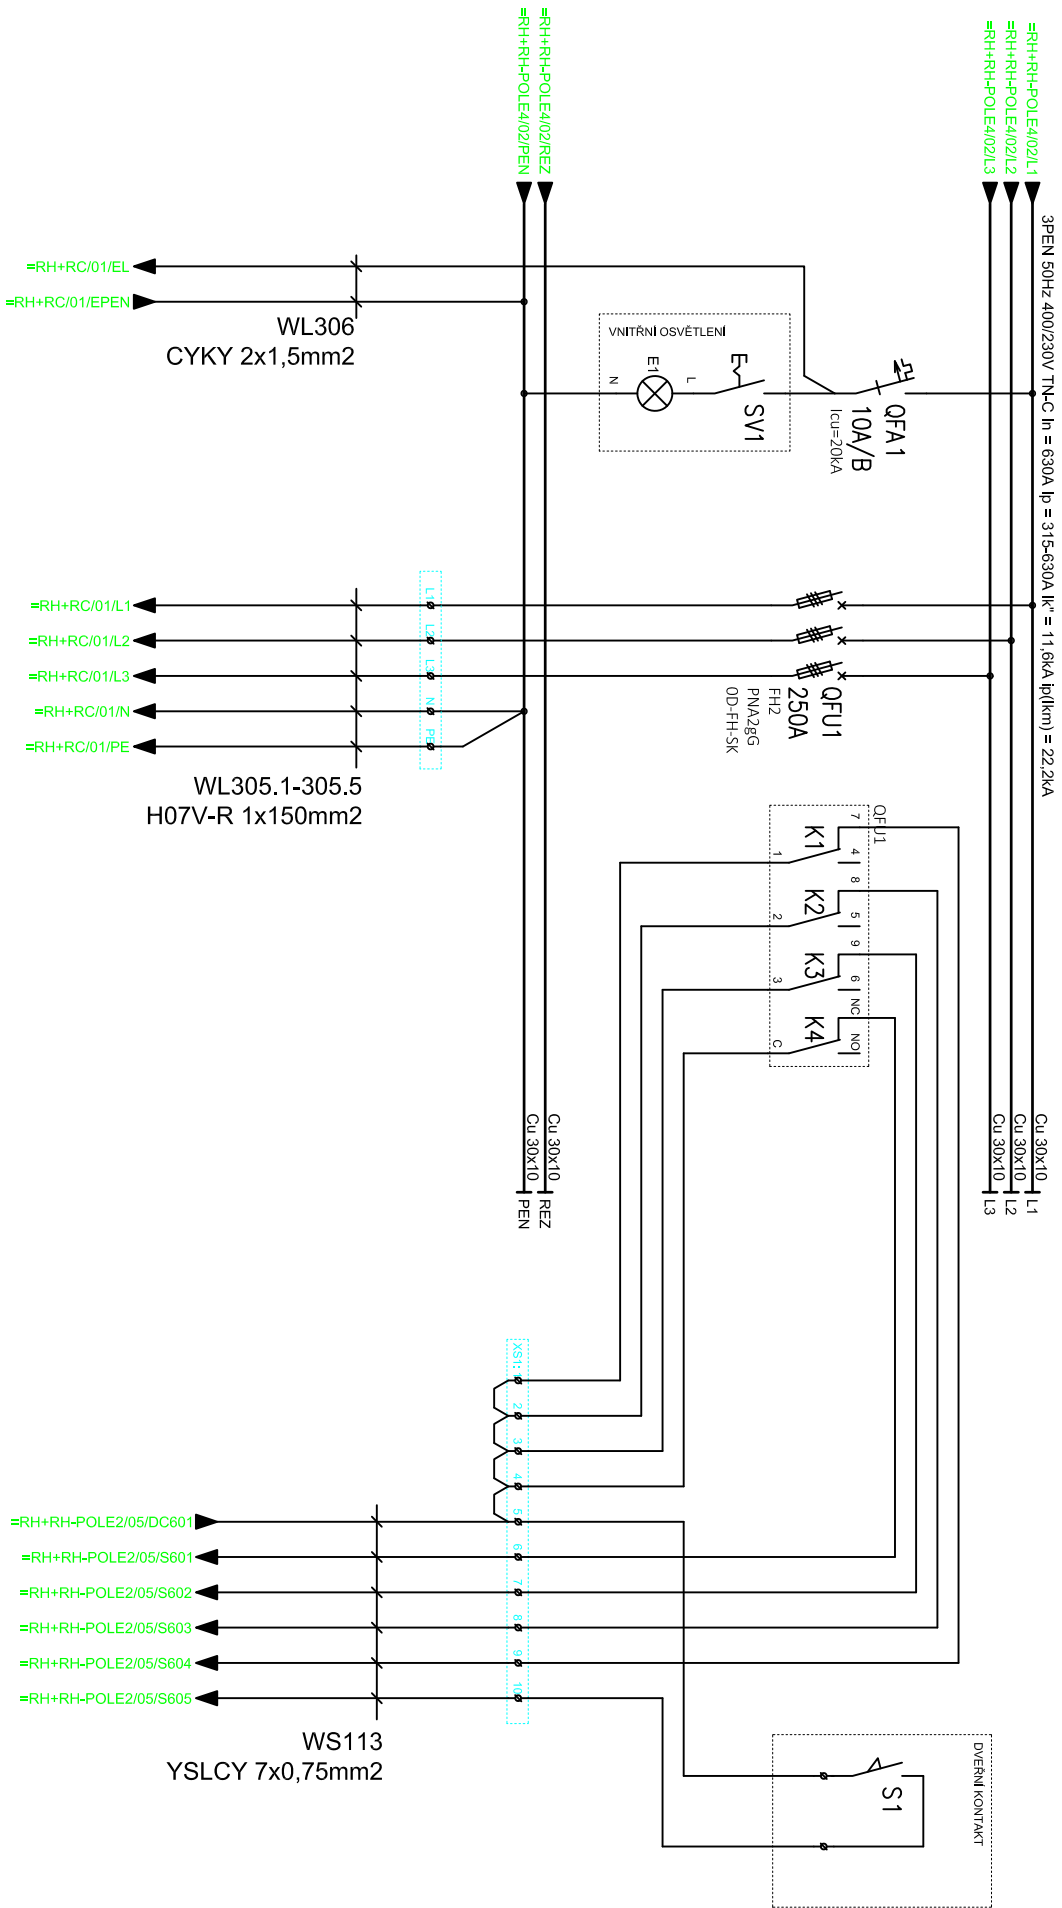 =RH+RH-POLE4/02/L1
=RH+RH-POLE4/02/L2
=RH+RH-POLE4/02/L3
=RH+RH-POLE4/02/REZ
=RH+RH-POLE4/02/PEN
3PEN 50Hz 400/230V TN-C In = 630A Ip = 315-630A Ik" = 11,6kA ip(Ikm) = 22,2kA
=RH+RC/01/EL
=RH+RC/01/EPEN
WL306
CYKY 2x1,5mm2
VNITŘNÍ OSVĚTLENÍ
E1
N
L
SV1
QFA1
10A/B
Icu=20kA
=RH+RC/01/L1
=RH+RC/01/L2
=RH+RC/01/L3
=RH+RC/01/N
=RH+RC/01/PE
WL305.1-305.5
H07V-R 1x150mm2
L1
L2
L3
N
PE
QFU1
250A
FH2
PNA2gG
OD-FH-SK
QFU1
K1
7
4
1
K2
8
5
2
K3
9
6
3
K4
NC
NO
C
Cu 30x10
L1
Cu 30x10
L2
Cu 30x10
L3
Cu 30x10
REZ
Cu 30x10
PEN
XS1: 1
2
3
4
5
6
7
8
9
10
=RH+RH-POLE2/05/DC601
=RH+RH-POLE2/05/S601
=RH+RH-POLE2/05/S602
=RH+RH-POLE2/05/S603
=RH+RH-POLE2/05/S604
=RH+RH-POLE2/05/S605
WS113
YSLCY 7x0,75mm2
DVEŘNÍ KONTAKT
S1